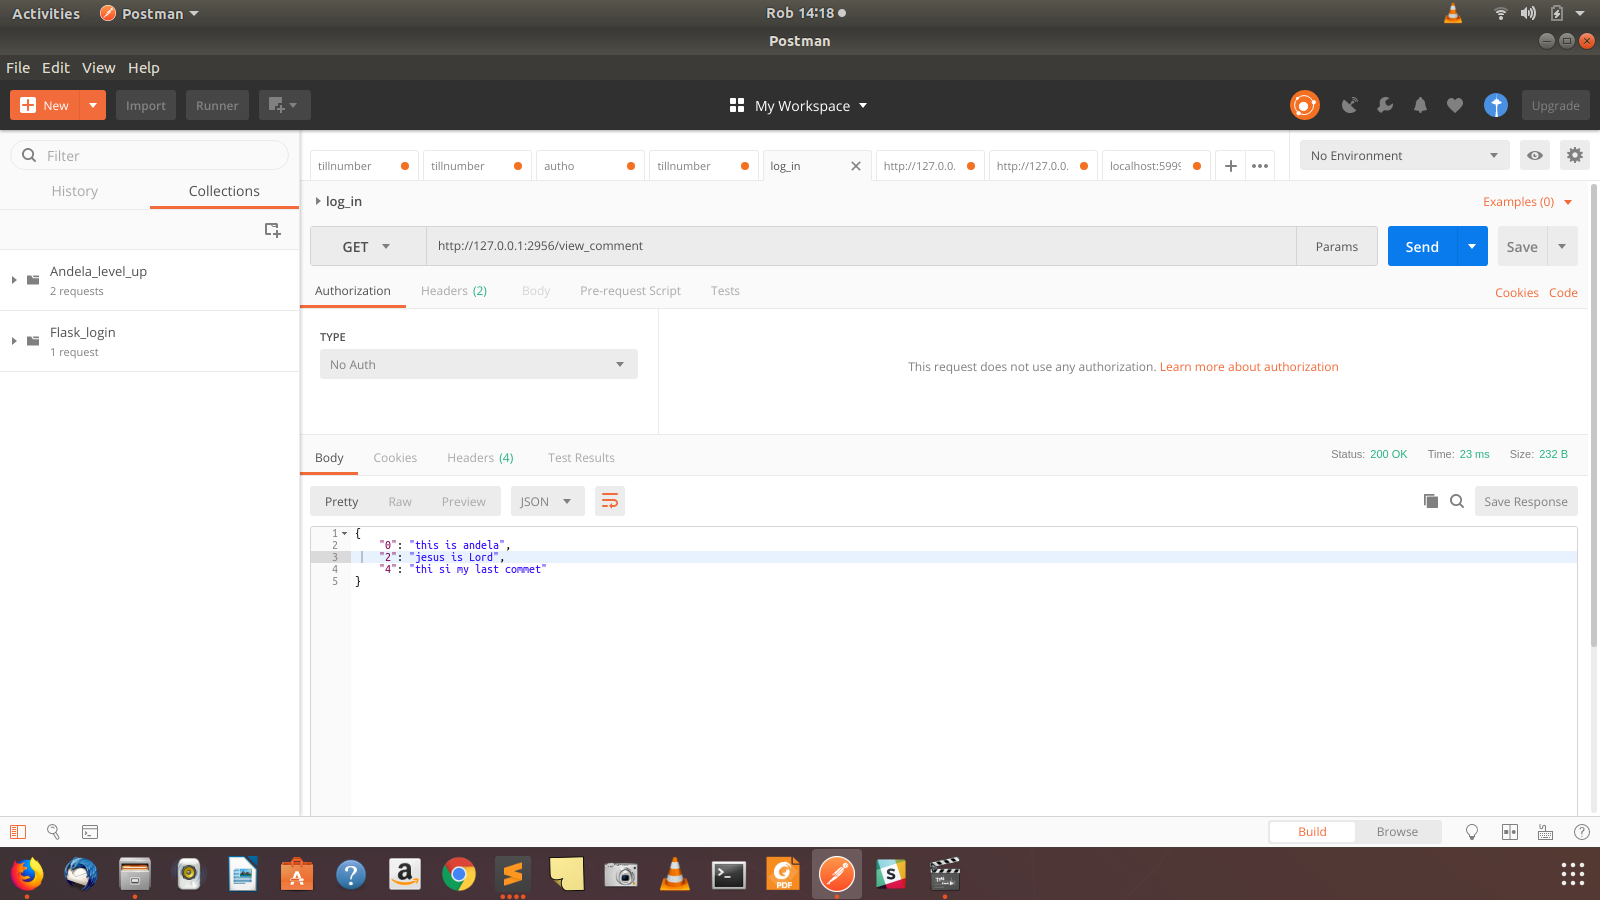 Activities Postman Rob 14:18
Postman
File Edit View Help
New Import Runner My Workspace Upgrade
Filter
History Collections
Andela_level_up
2 requests
Flask_login
1 request
tillnumber tillnumber autho tillnumber log_in http://127.0.0. http://127.0.0. localhost:5999 No Environment
log_in Examples (0)
GET http://127.0.0.1:2956/view_comment Params Send Save
Authorization Headers (2) Body Pre-request Script Tests Cookies Code
TYPE
No Auth
This request does not use any authorization. Learn more about authorization
Body Cookies Headers (4) Test Results Status: 200 OK Time: 23 ms Size: 232 B
Pretty Raw Preview JSON Save Response
1 {
2 "0": "this is andela",
3 "2": "jesus is Lord",
4 "4": "thi si my last commet"
5 }
Build Browse